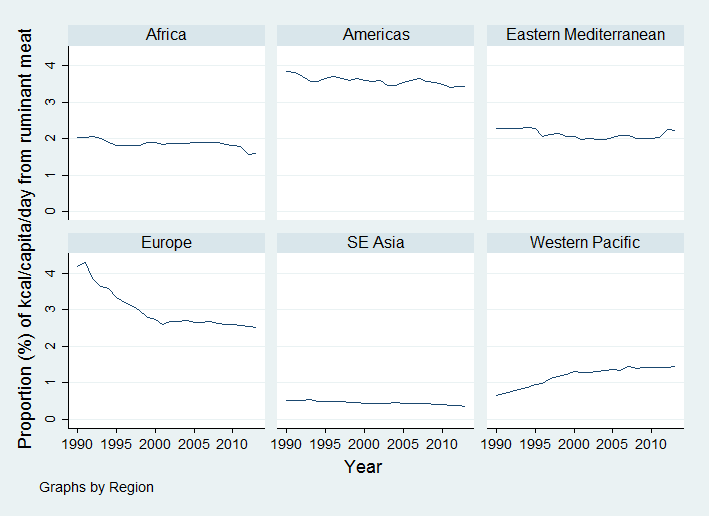 Proportion (%) of kcal/capita/day from ruminant meat
Africa
Americas
Eastern Mediterranean
4
3
2
1
0
Europe
SE Asia
Western Pacific
4
3
2
1
0
1990 1995 2000 2005 2010
1990 1995 2000 2005 2010
1990 1995 2000 2005 2010
Year
Graphs by Region